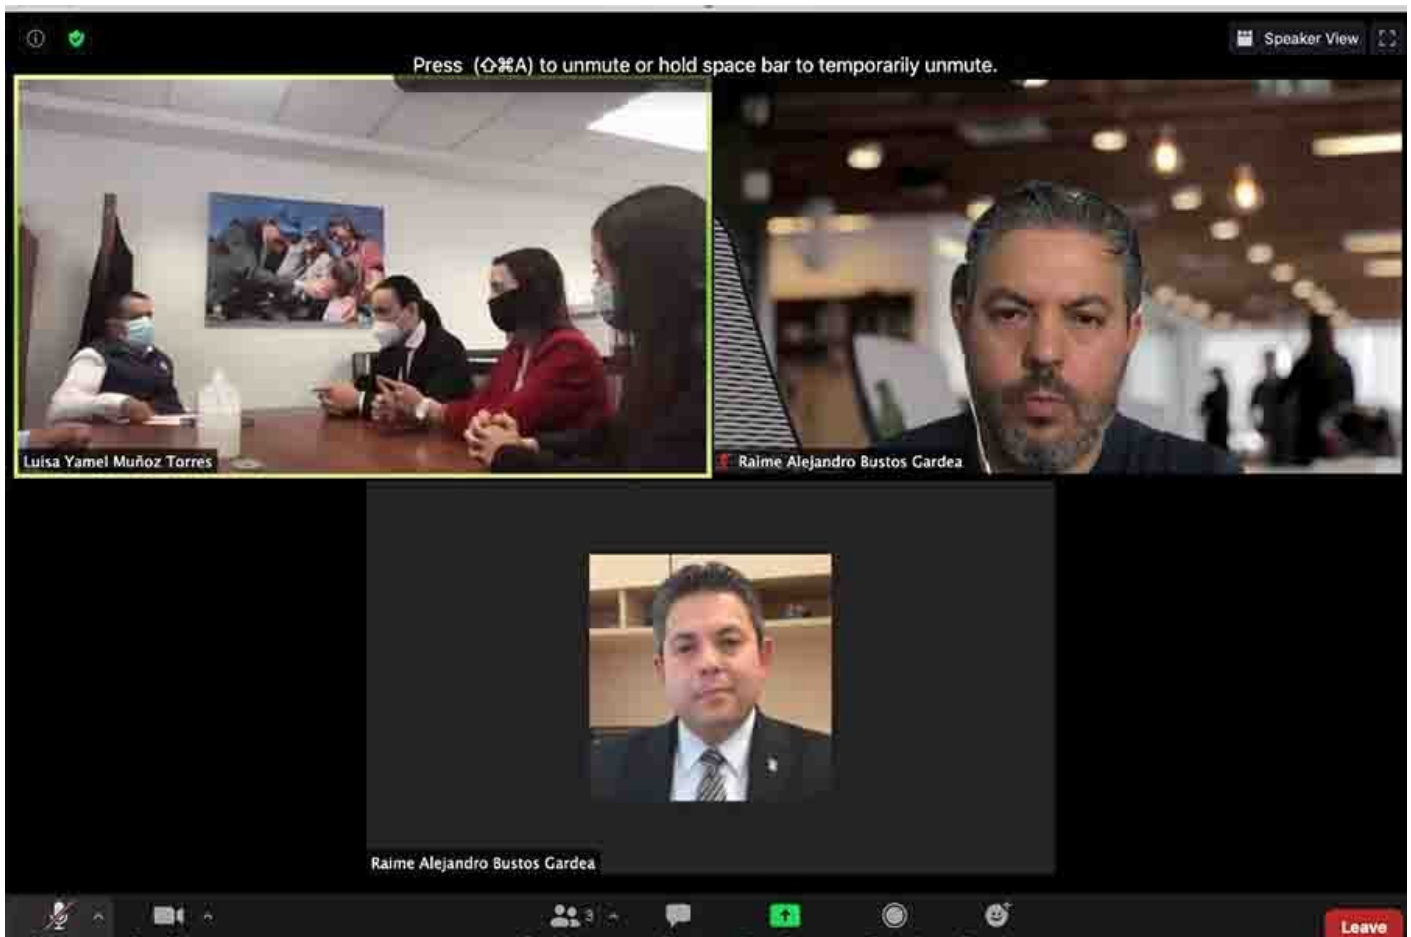 Speaker View
Press (⇧⌘A) to unmute or hold space bar to temporarily unmute.
Luisa Yamel Muñoz Torres
Raime Alejandro Bustos Gardea
Raime Alejandro Bustos Gardea
3
Leave